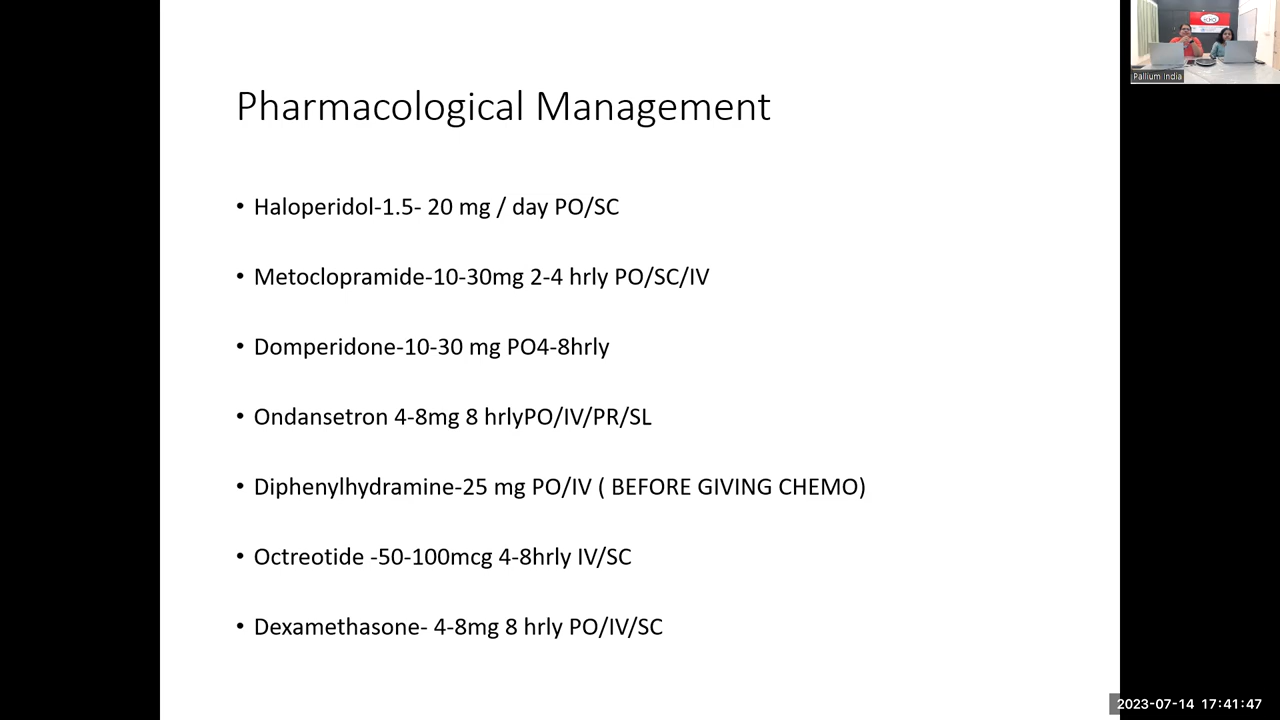 Pharmacological Management
• Haloperidol-1.5- 20 mg / day PO/SC
• Metoclopramide-10-30mg 2-4 hrly PO/SC/IV
• Domperidone-10-30 mg PO4-8hrly
• Ondansetron 4-8mg 8 hrlyPO/IV/PR/SL
• Diphenylhydramine-25 mg PO/IV ( BEFORE GIVING CHEMO)
• Octreotide -50-100mcg 4-8hrly IV/SC
• Dexamethasone- 4-8mg 8 hrly PO/IV/SC
Pallium India
2023-07-14 17:41:47